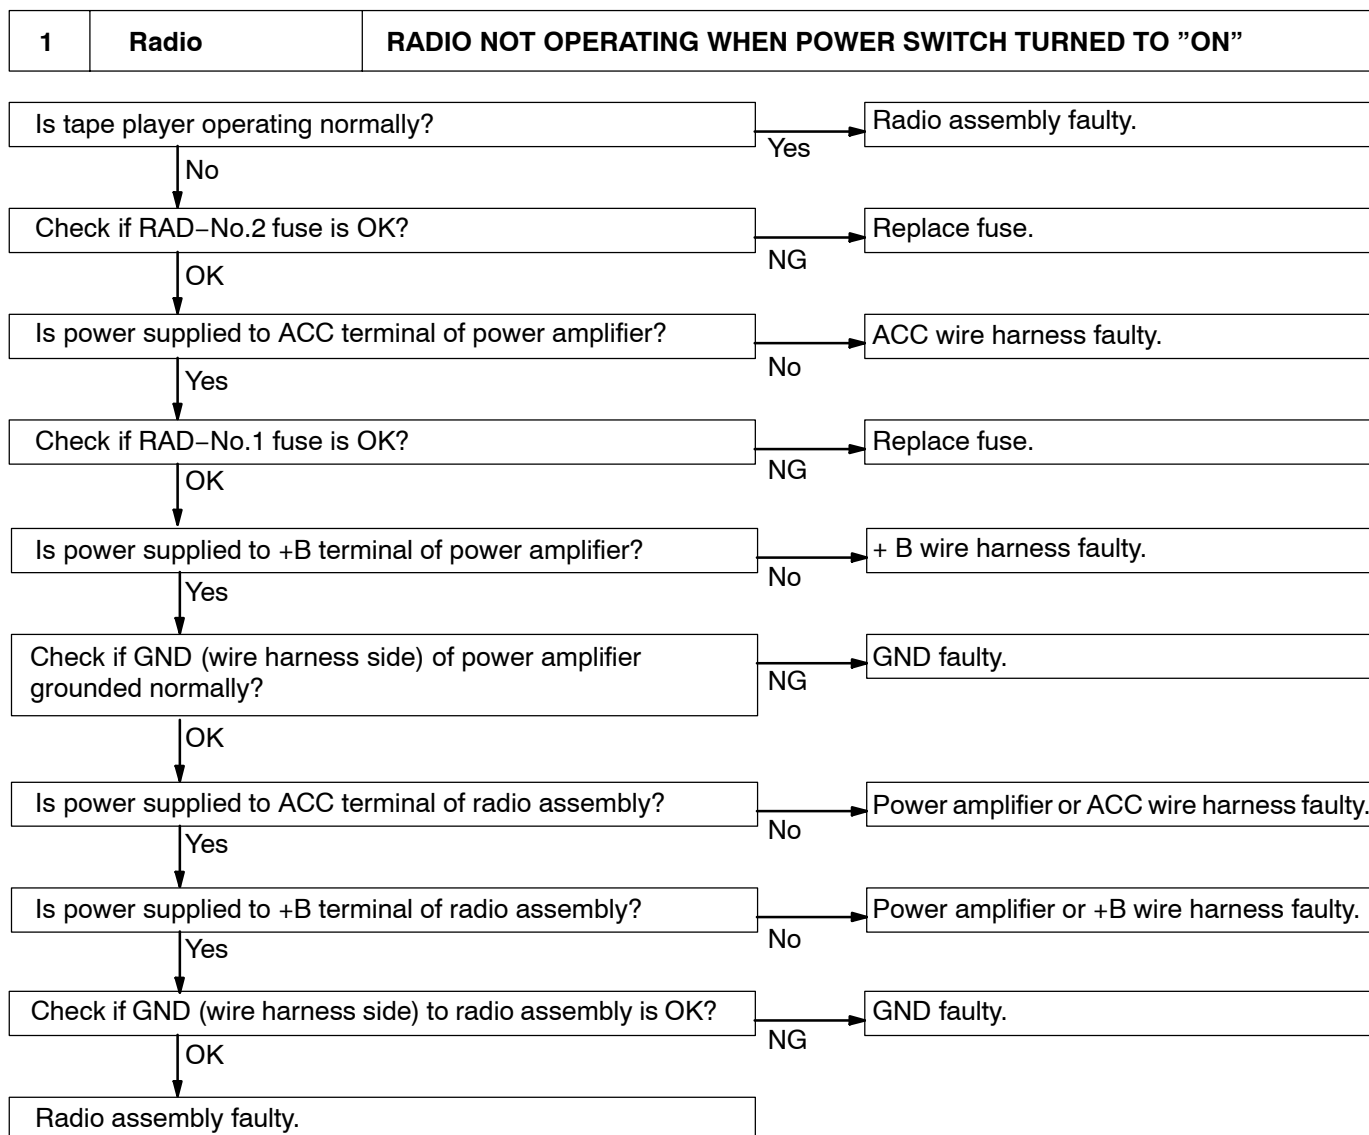 1 Radio RADIO NOT OPERATING WHEN POWER SWITCH TURNED TO ”ON”
Is tape player operating normally?
Yes
Radio assembly faulty.
No
Check if RAD−No.2 fuse is OK?
NG
Replace fuse.
OK
Is power supplied to ACC terminal of power amplifier?
No
ACC wire harness faulty.
Yes
Check if RAD−No.1 fuse is OK?
NG
Replace fuse.
OK
Is power supplied to +B terminal of power amplifier?
No
+ B wire harness faulty.
Yes
Check if GND (wire harness side) of power amplifier
grounded normally?
NG
GND faulty.
OK
Is power supplied to ACC terminal of radio assembly?
No
Power amplifier or ACC wire harness faulty.
Yes
Is power supplied to +B terminal of radio assembly?
No
Power amplifier or +B wire harness faulty.
Yes
Check if GND (wire harness side) to radio assembly is OK?
NG
GND faulty.
OK
Radio assembly faulty.